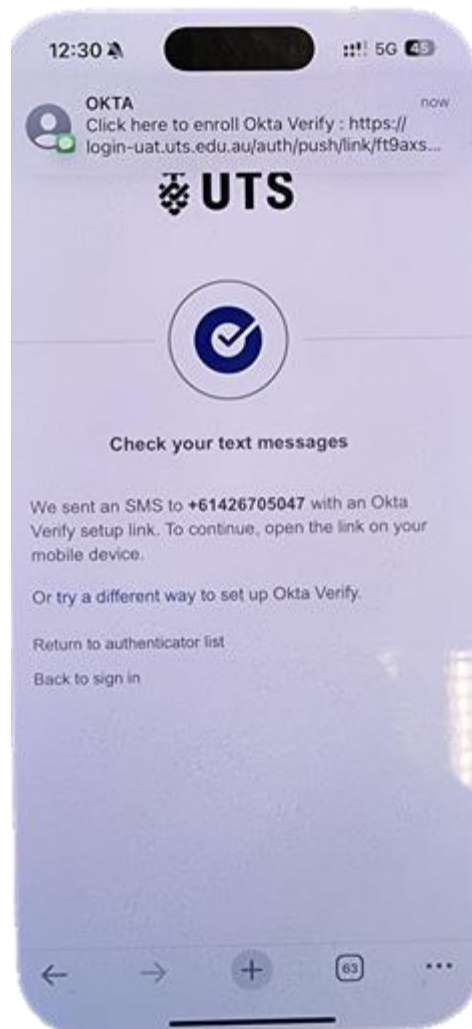 12:30
5G 45
OKTA
now
Click here to enroll Okta Verify : https://
login-uat.uts.edu.au/auth/push/link/ft9axs...
UTS
Check your text messages
We sent an SMS to +61426705047 with an Okta
Verify setup link. To continue, open the link on your
mobile device.
Or try a different way to set up Okta Verify.
Return to authenticator list
Back to sign in
63